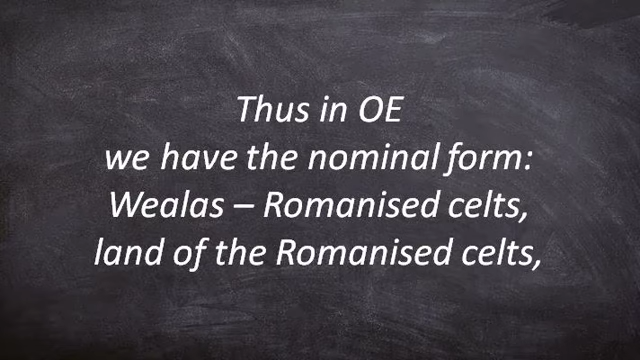 Thus in OE
we have the nominal form:
Wealas – Romanised celts,
land of the Romanised celts,